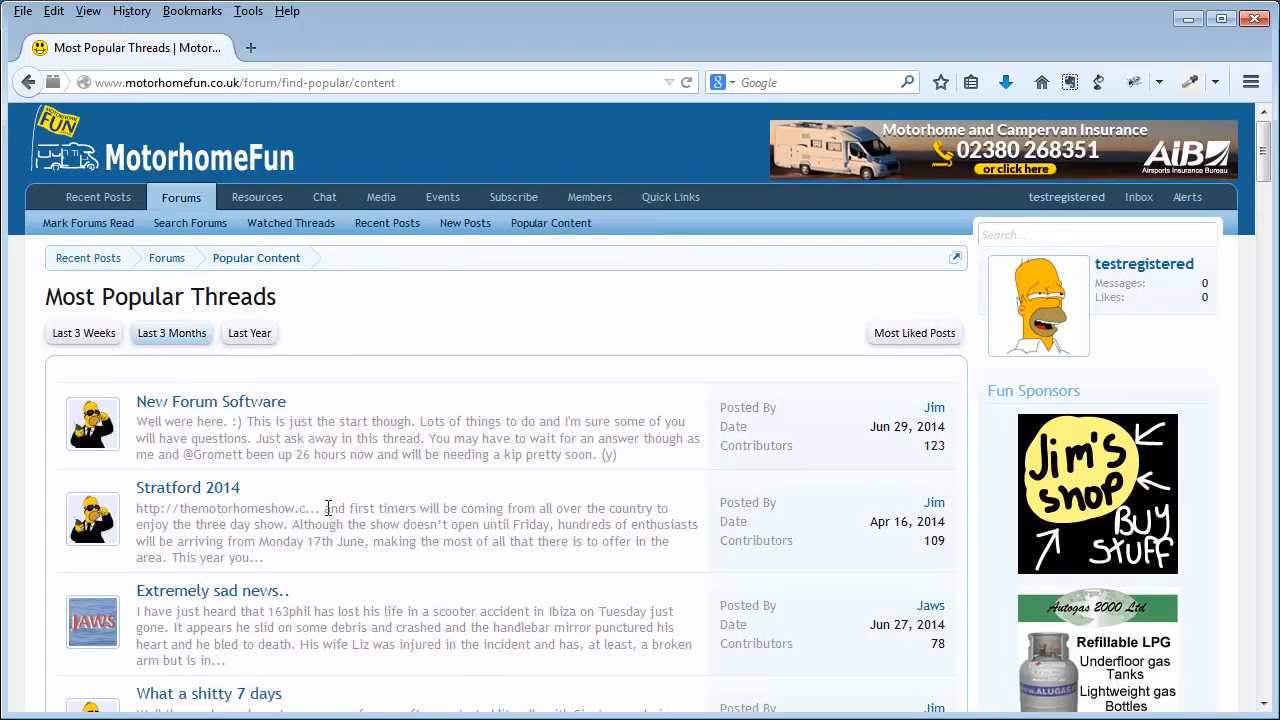 File Edit View History Bookmarks Tools Help
Most Popular Threads | Motor...
www.motorhomefun.co.uk/forum/find-popular/content
Google
MOTORHOME FUN
MotorhomeFun
Motorhome and Campervan Insurance
02380 268351
or click here
AiB
Airsports Insurance Bureau
Recent Posts Forums Resources Chat Media Events Subscribe Members Quick Links testregistered Inbox Alerts
Mark Forums Read Search Forums Watched Threads Recent Posts New Posts Popular Content
Search...
Recent Posts Forums Popular Content
testregistered
Messages: 0
Likes: 0
Most Popular Threads
Last 3 Weeks Last 3 Months Last Year Most Liked Posts
New Forum Software
Well were here. :) This is just the start though. Lots of things to do and I'm sure some of you
will have questions. Just ask away in this thread. You may have to wait for an answer though as
me and @Gromett been up 26 hours now and will be needing a kip pretty soon. (y)
Posted By Jim
Date Jun 29, 2014
Contributors 123
Stratford 2014
http://themotorhomeshow.c... and first timers will be coming from all over the country to
enjoy the three day show. Although the show doesn't open until Friday, hundreds of enthusiasts
will be arriving from Monday 17th June, making the most of all that there is to offer in the
area. This year you...
Posted By Jim
Date Apr 16, 2014
Contributors 109
Extremely sad news..
I have just heard that 163phil has lost his life in a scooter accident in Ibiza on Tuesday just
gone. It appears he slid on some debris and crashed and the handlebar mirror punctured his
heart and he bled to death. His wife Liz was injured in the incident and has, at least, a broken
arm but is in...
Posted By Jaws
Date Jun 27, 2014
Contributors 78
JAWS
What a shitty 7 days
Posted By Jim
Fun Sponsors
Jim's
shop
BUY
STUFF
Autogas 2000 Ltd
Refillable LPG
Underfloor gas
Tanks
Lightweight gas
Bottles
www.ALUGAS